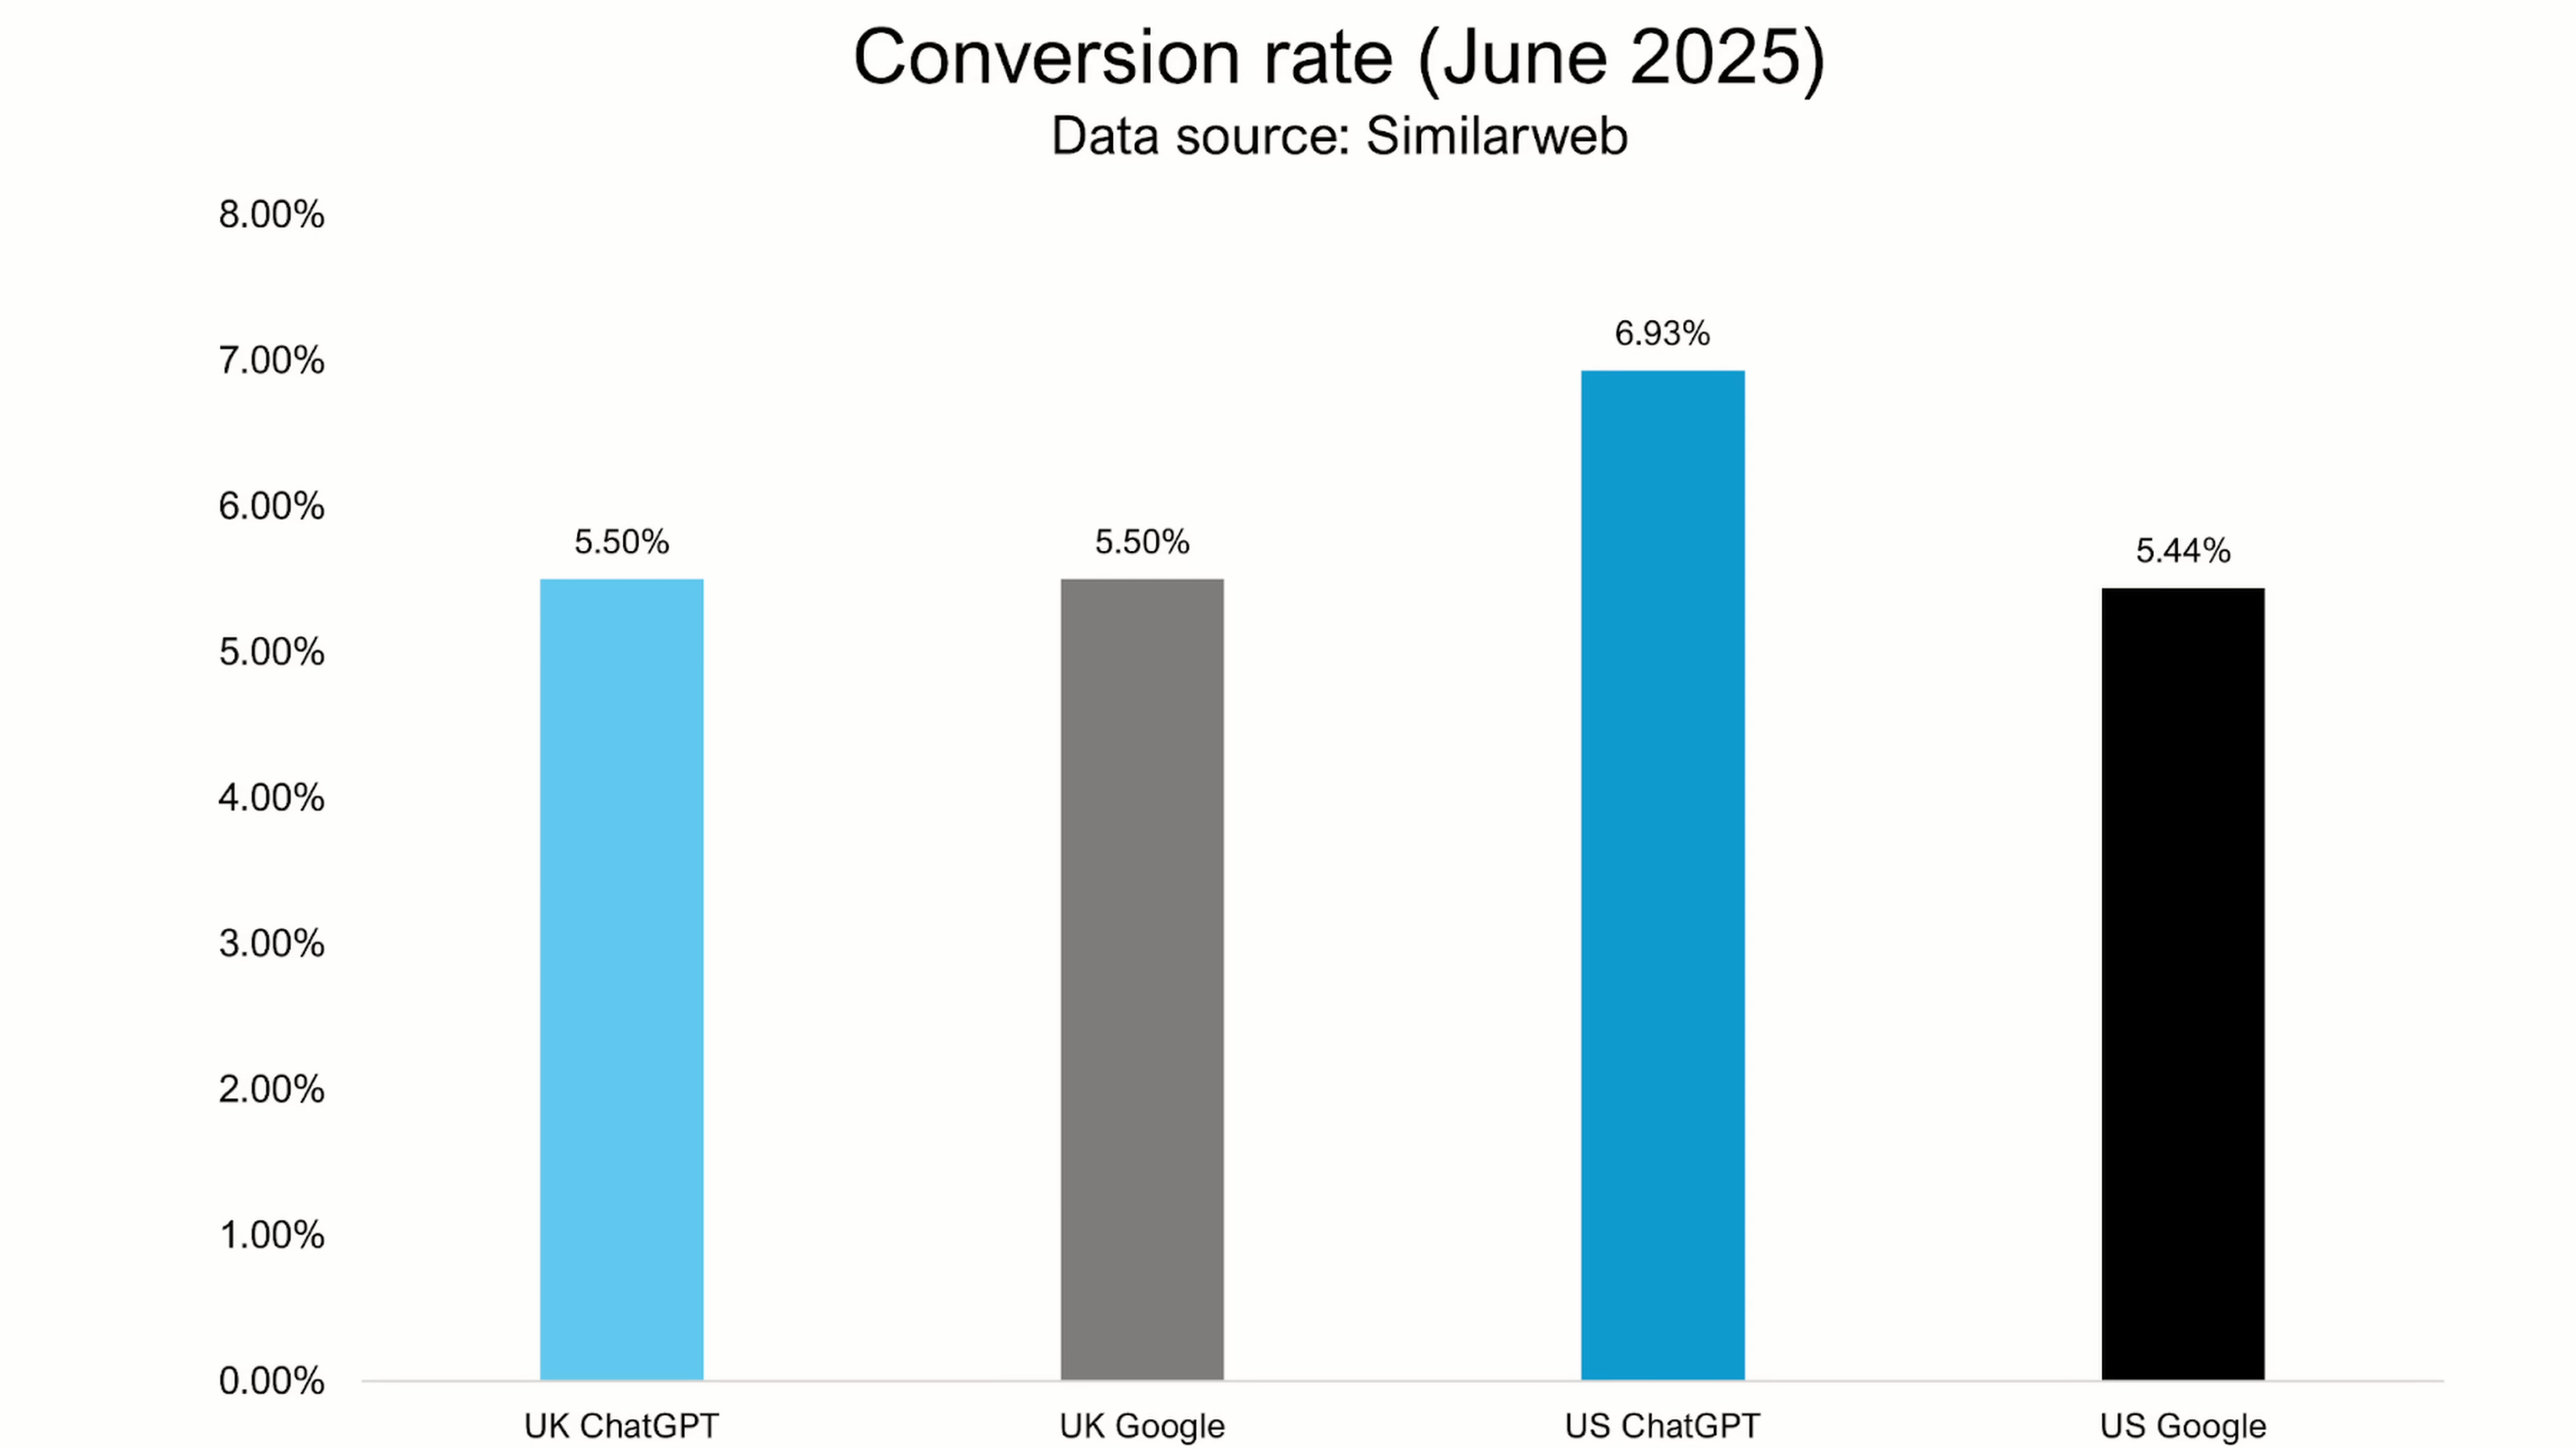 Conversion rate (June 2025)
Data source: Similarweb
8.00%
7.00%
6.00%
5.00%
4.00%
3.00%
2.00%
1.00%
0.00%
5.50%
5.50%
6.93%
5.44%
UK ChatGPT
UK Google
US ChatGPT
US Google